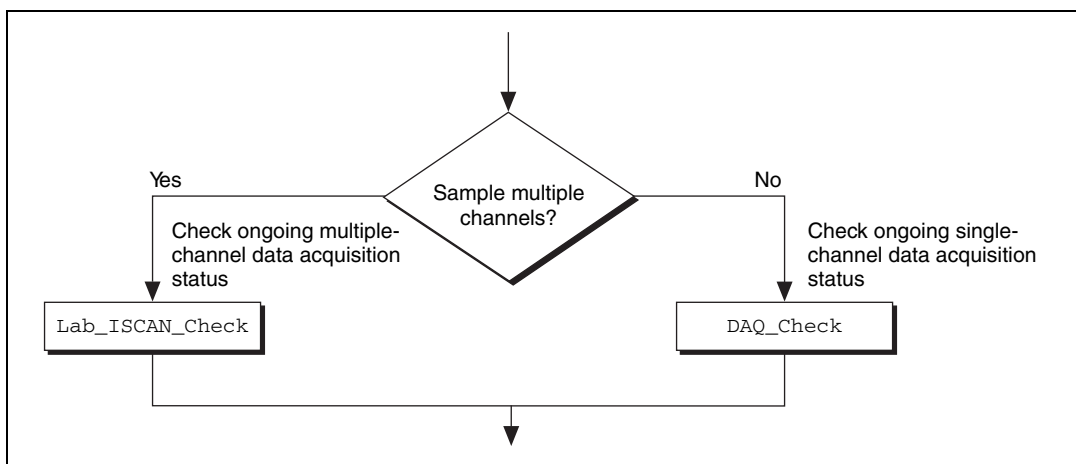 Sample multiple
channels?
Yes
No
Check ongoing multiple-
channel data acquisition
status
Check ongoing single-
channel data acquisition
status
Lab_ISCAN_Check
DAQ_Check